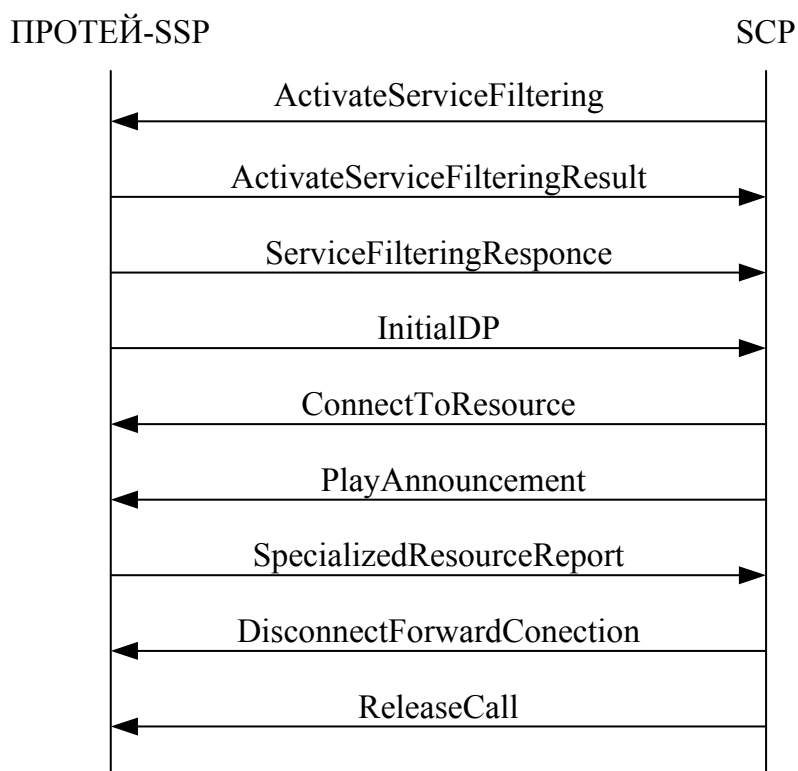 ПРОТЕЙ-SSP SCP
ActivateServiceFiltering
ActivateServiceFilteringResult
ServiceFilteringResponce
InitialDP
ConnectToResource
PlayAnnouncement
SpecializedResourceReport
DisconnectForwardConection
ReleaseCall